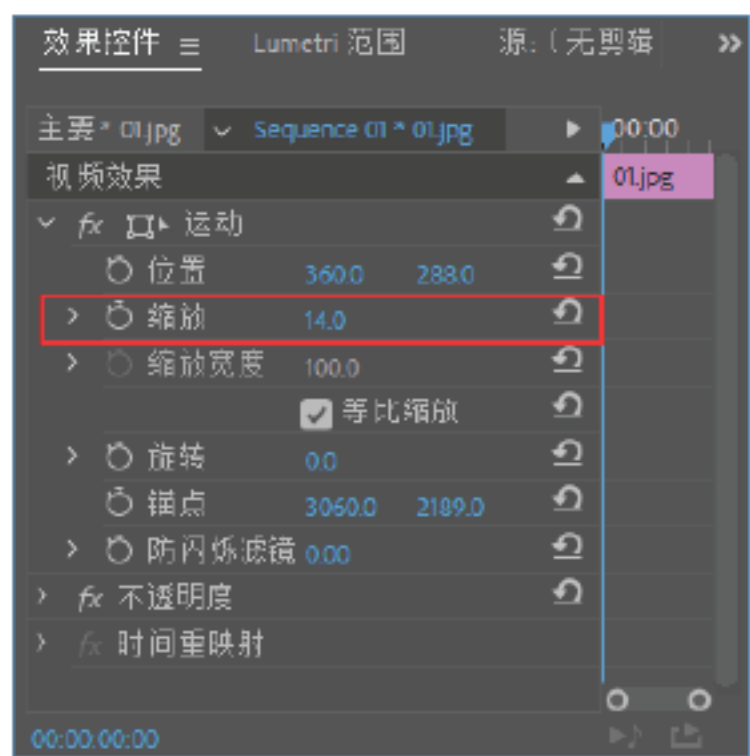 效果控件 ≡ Lumetri 范围 源:(无剪辑 »
主要* 01.jpg Sequence 01 * 01.jpg 00:00
视频效果 01.jpg
fx 运动
位置 360.0 288.0
缩放 14.0
缩放宽度 100.0
等比缩放
旋转 0.0
锚点 3060.0 2189.0
防闪烁滤镜 0.00
fx 不透明度
fx 时间重映射
00:00:00:00